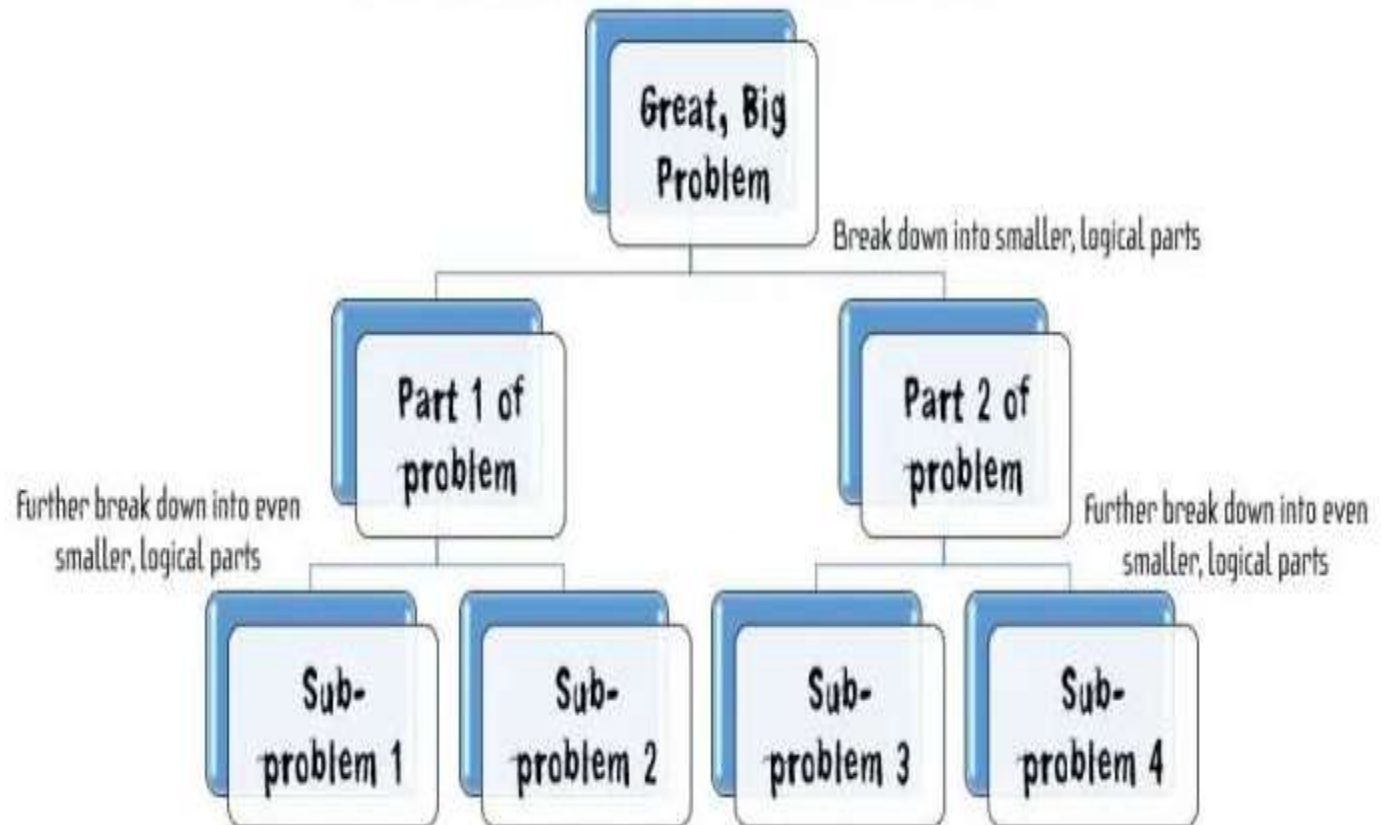 Great, Big
Problem
Break down into smaller, logical parts
Part 1 of
problem
Part 2 of
problem
Further break down into even
smaller, logical parts
Further break down into even
smaller, logical parts
Sub-
problem 1
Sub-
problem 2
Sub-
problem 3
Sub-
problem 4